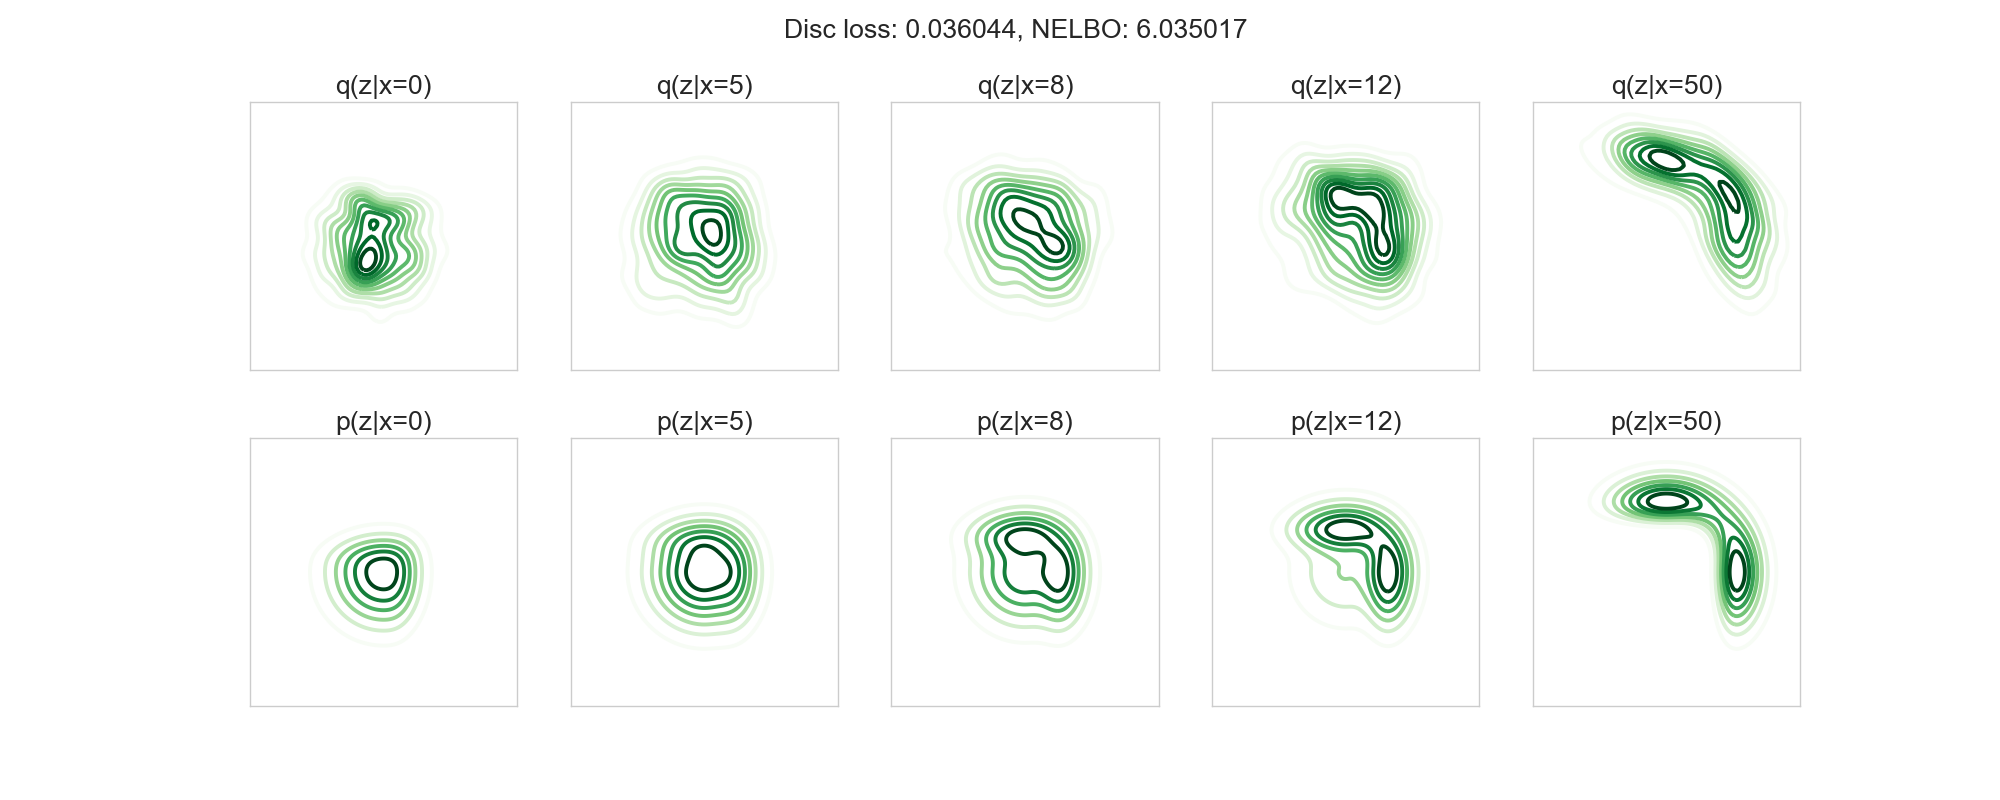 Disc loss: 0.036044, NELBO: 6.035017
q(z|x=0) q(z|x=5) q(z|x=8) q(z|x=12) q(z|x=50)
p(z|x=0) p(z|x=5) p(z|x=8) p(z|x=12) p(z|x=50)